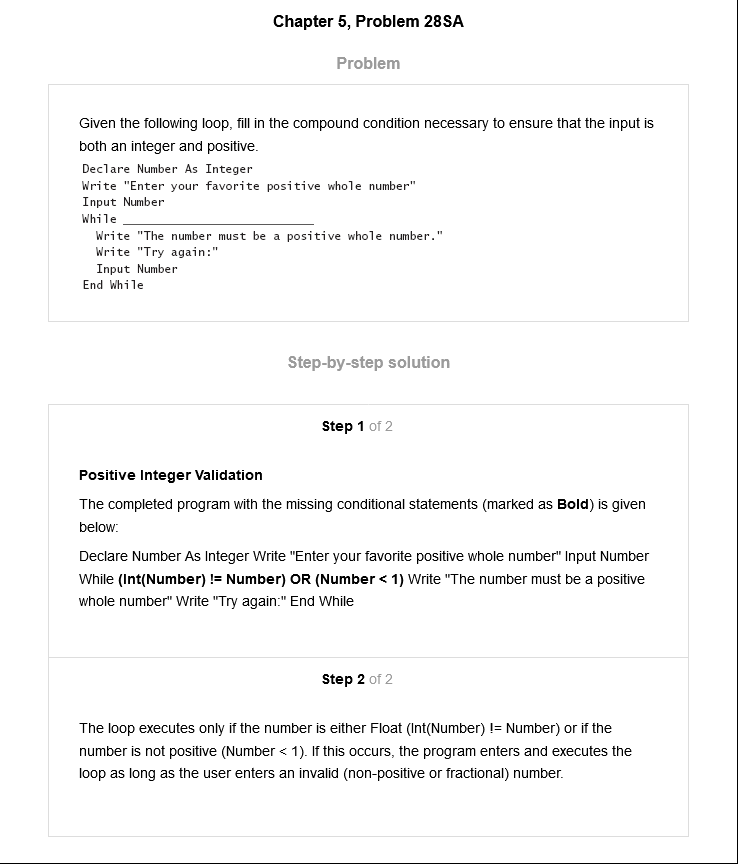 Chapter 5, Problem 28SA
Problem
Given the following loop, fill in the compound condition necessary to ensure that the input is
both an integer and positive.
Declare Number As Integer
Write "Enter your favorite positive whole number"
Input Number
While ____________________________
Write "The number must be a positive whole number."
Write "Try again:"
Input Number
End While
Step-by-step solution
Step 1 of 2
Positive Integer Validation
The completed program with the missing conditional statements (marked as Bold) is given
below:
Declare Number As Integer Write "Enter your favorite positive whole number" Input Number
While (Int(Number) != Number) OR (Number < 1) Write "The number must be a positive
whole number" Write "Try again:" End While
Step 2 of 2
The loop executes only if the number is either Float (Int(Number) != Number) or if the
number is not positive (Number < 1). If this occurs, the program enters and executes the
loop as long as the user enters an invalid (non-positive or fractional) number.